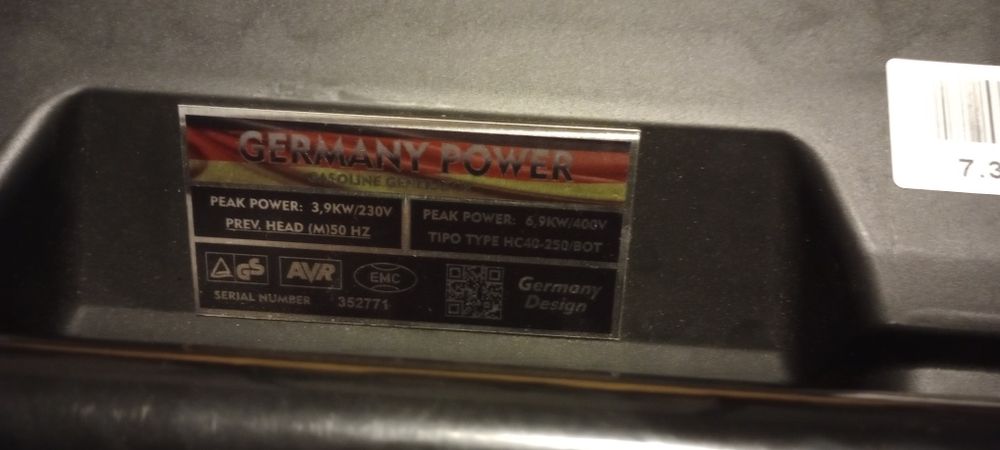 GERMANY POWER
GASOLINE GENERATOR
PEAK POWER: 3,9KW/230V
PREV. HEAD (M)50 HZ
PEAK POWER: 6,9KW/400V
TIPO TYPE HC40-250/BOT
GS
AVR
EMC
SERIAL NUMBER 352771
Germany
Design
7.3